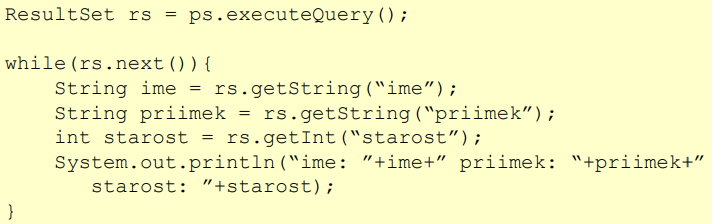 ResultSet rs = ps.executeQuery();

while(rs.next()){
    String ime = rs.getString(“ime”);
    String priimek = rs.getString(“priimek”);
    int starost = rs.getInt(“starost”);
    System.out.println(“ime: ”+ime+” priimek: “+priimek+”
       starost: ”+starost);
}